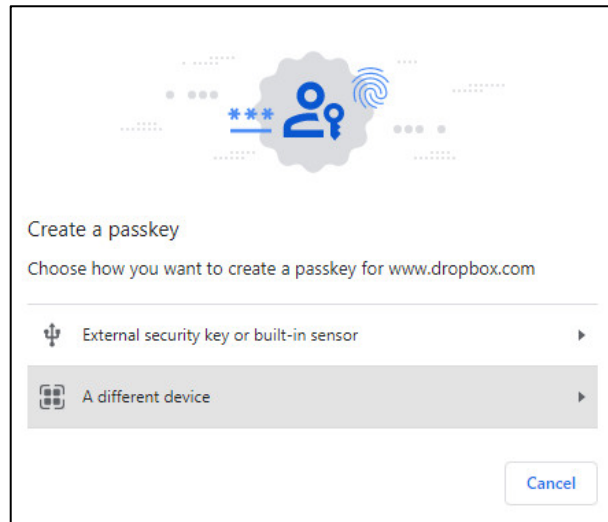 ***
Create a passkey
Choose how you want to create a passkey for www.dropbox.com
External security key or built-in sensor
A different device
Cancel